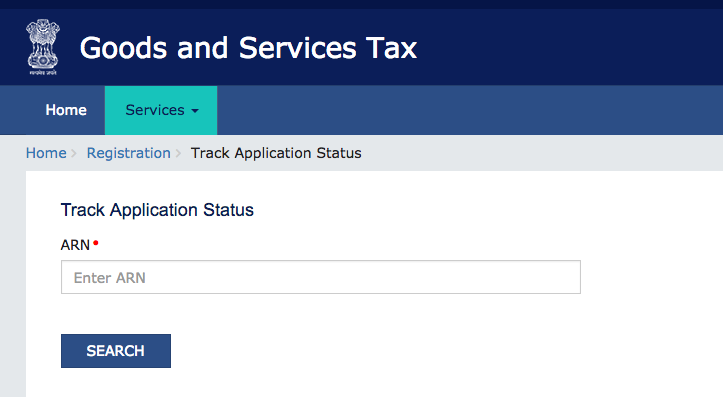 सत्यमेव जयते
Goods and Services Tax
Home Services
Home > Registration > Track Application Status
Track Application Status
ARN•
Enter ARN
SEARCH